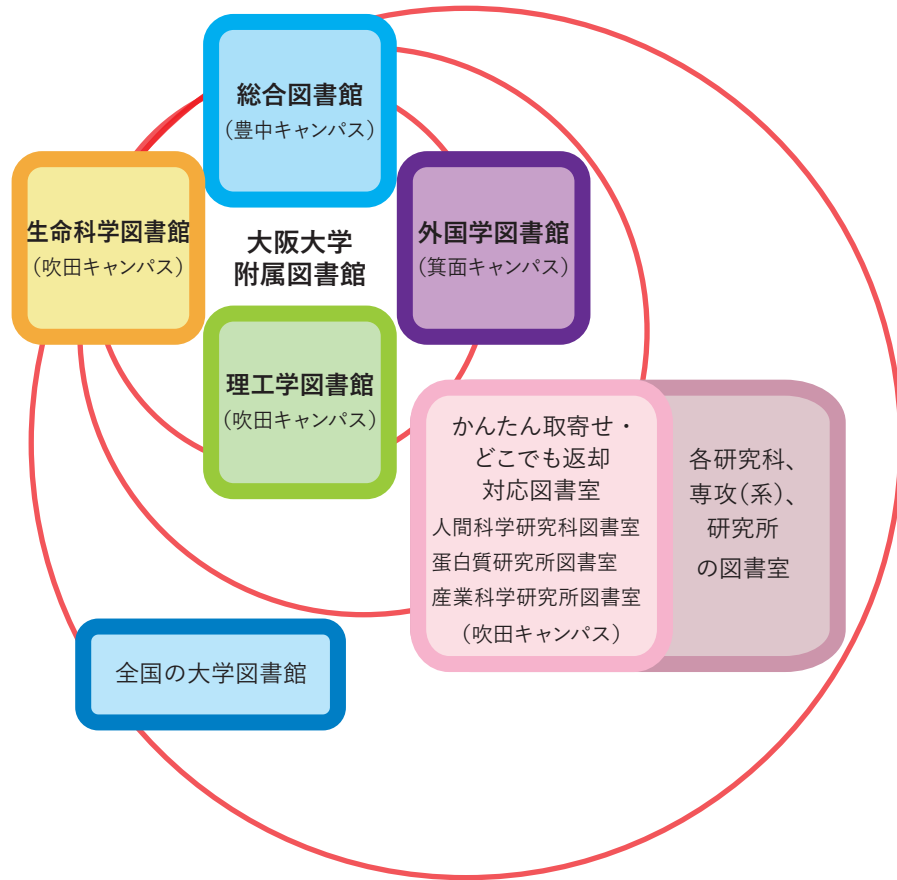 総合図書館
（豊中キャンパス）
生命科学図書館
（吹田キャンパス）
大阪大学
附属図書館
外国学図書館
（箕面キャンパス）
理工学図書館
（吹田キャンパス）
かんたん取寄せ・
どこでも返却
対応図書室
人間科学研究科図書室
蛋白質研究所図書室
産業科学研究所図書室
（吹田キャンパス）
各研究科、
専攻（系）、
研究所
の図書室
全国の大学図書館